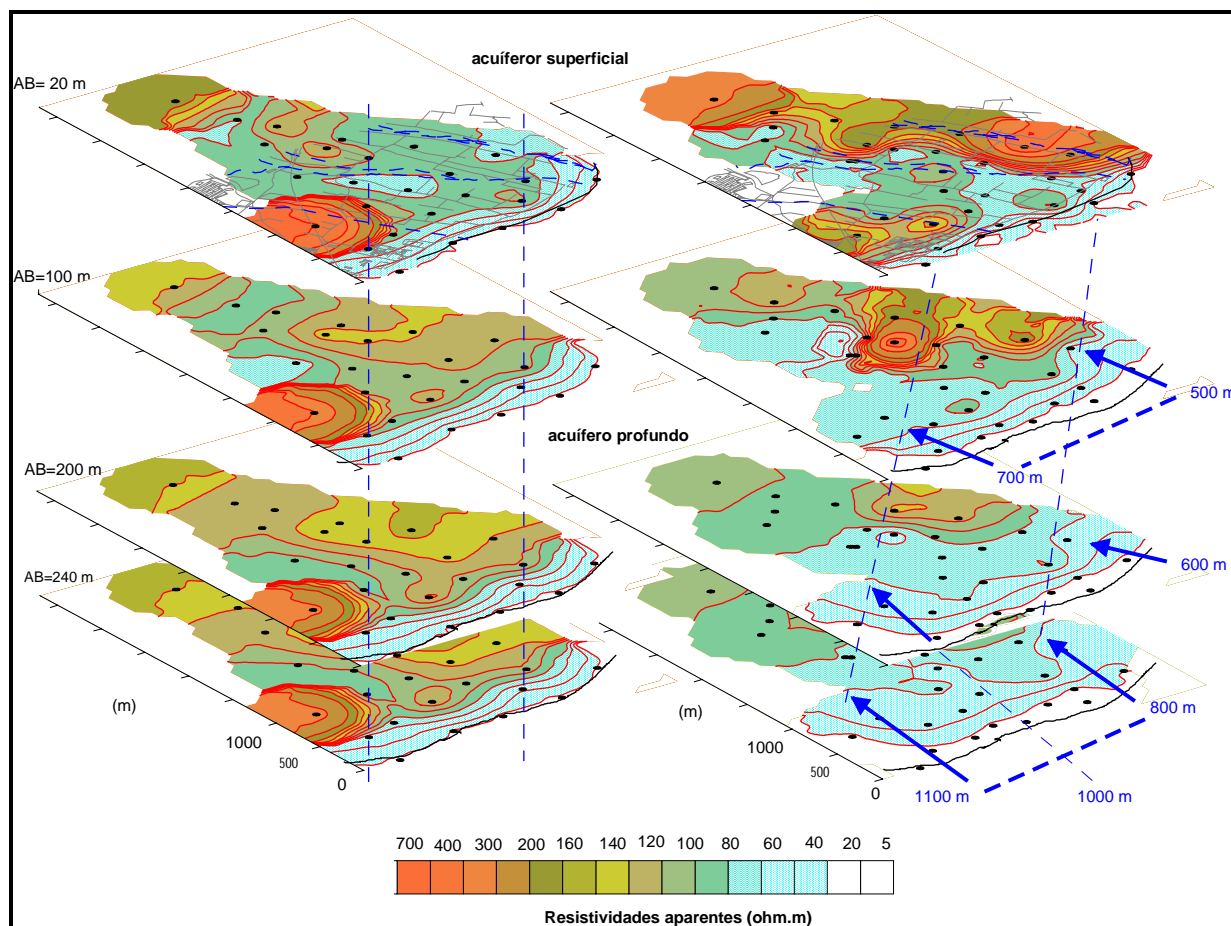 acuíferor superficial
AB= 20 m
AB=100 m
500 m
acuífero profundo
700 m
AB=200 m
600 m
AB=240 m
(m)
1000
500
0
(m)
1000
500
0
800 m
1100 m
1000 m
700 400 300 200 160 140 120 100 80 60 40 20 5
Resistividades aparentes (ohm.m)